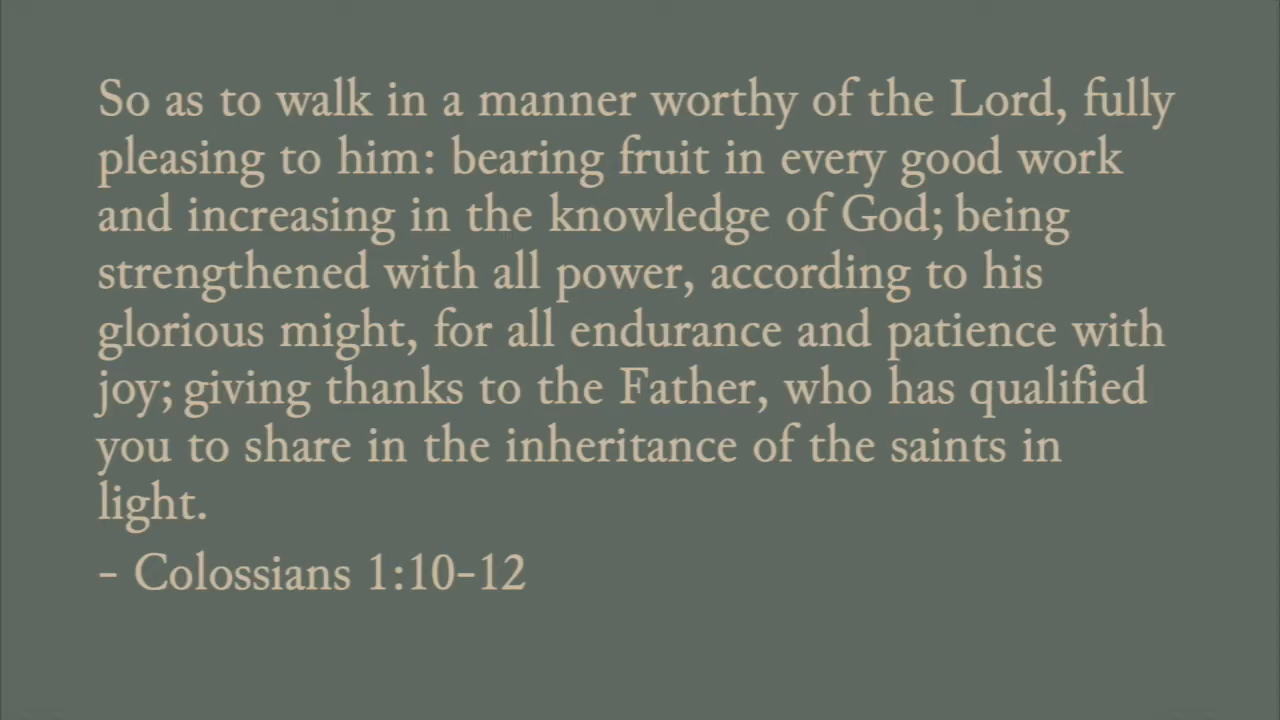 So as to walk in a manner worthy of the Lord, fully
pleasing to him: bearing fruit in every good work
and increasing in the knowledge of God; being
strengthened with all power, according to his
glorious might, for all endurance and patience with
joy; giving thanks to the Father, who has qualified
you to share in the inheritance of the saints in
light.
- Colossians 1:10-12